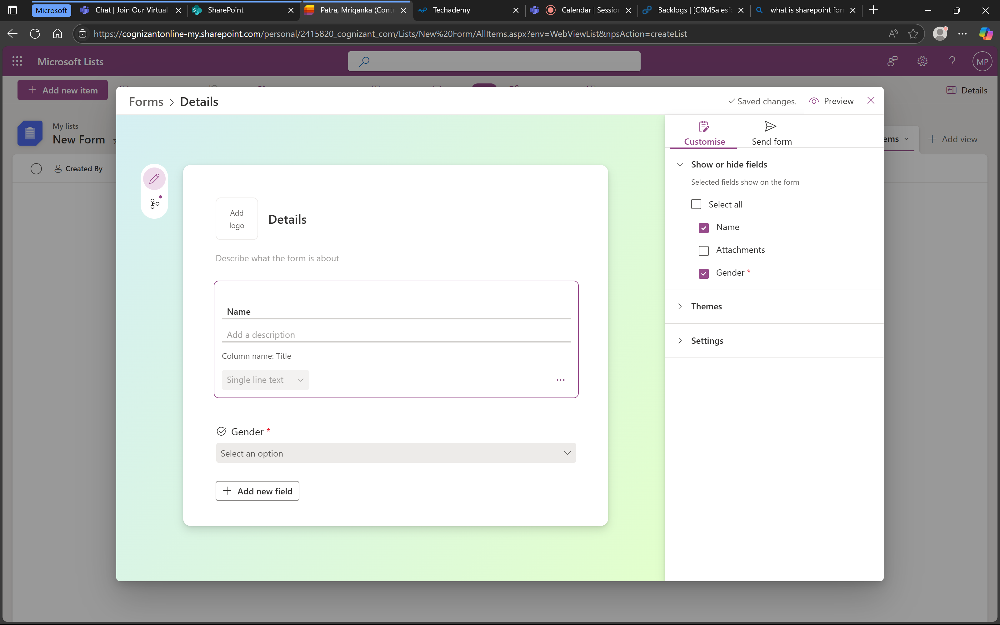 Microsoft
Chat | Join Our Virtual
SharePoint
Patra, Mriganka (Contr
Techademy
Calendar | Session
Backlogs | [CRMSalesfo
what is sharepoint for
https://cognizantonline-my.sharepoint.com/personal/2415820_cognizant_com/Lists/New%20Form/AllItems.aspx?env=WebViewList&npsAction=createList
Microsoft Lists
MP
Add new item
Details
Forms > Details
Saved changes.
Preview
My lists
New Form
Customise
Send form
ems
Add view
Created By
Show or hide fields
Selected fields show on the form
Select all
Name
Attachments
Gender *
Themes
Settings
Add
logo
Details
Describe what the form is about
Name
Add a description
Column name: Title
Single line text
Gender *
Select an option
Add new field